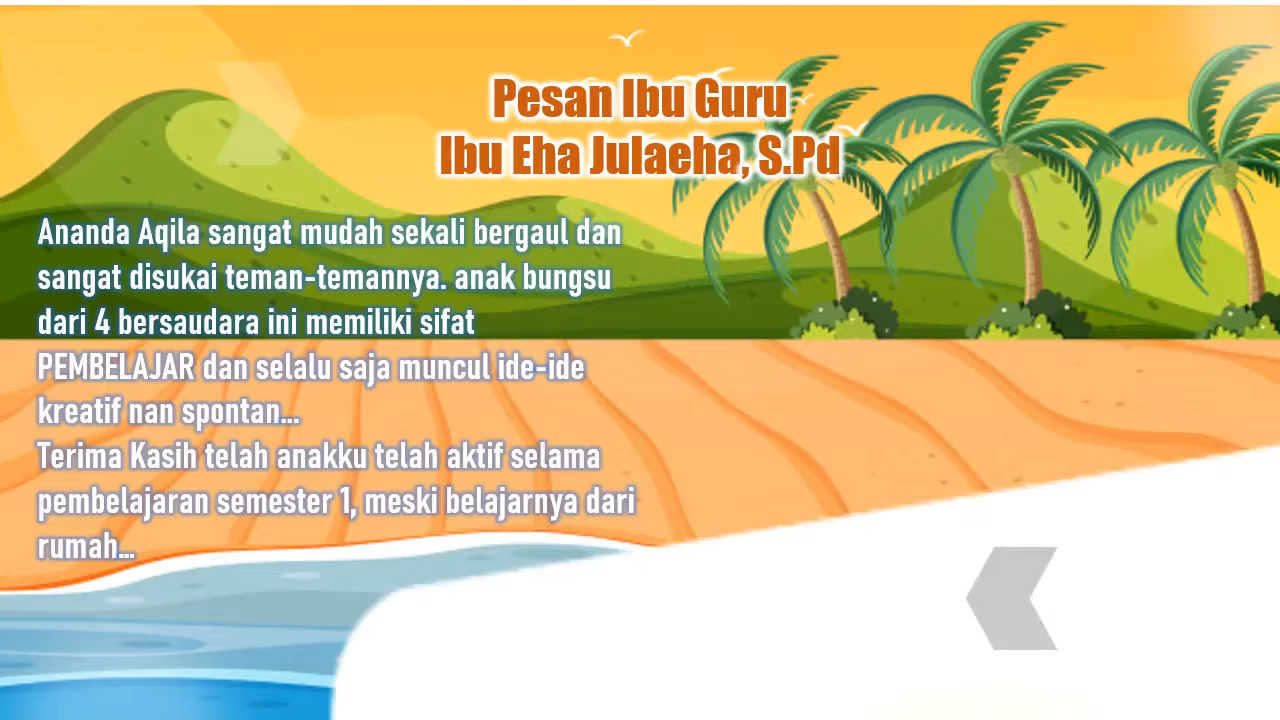 Pesan Ibu Guru
Ibu Eha Julaeha, S.Pd
Ananda Aqila sangat mudah sekali bergaul dan
sangat disukai teman-temannya. anak bungsu
dari 4 bersaudara ini memiliki sifat
PEMBELAJAR dan selalu saja muncul ide-ide
kreatif nan spontan...
Terima Kasih telah anakku telah aktif selama
pembelajaran semester 1, meski belajarnya dari
rumah...